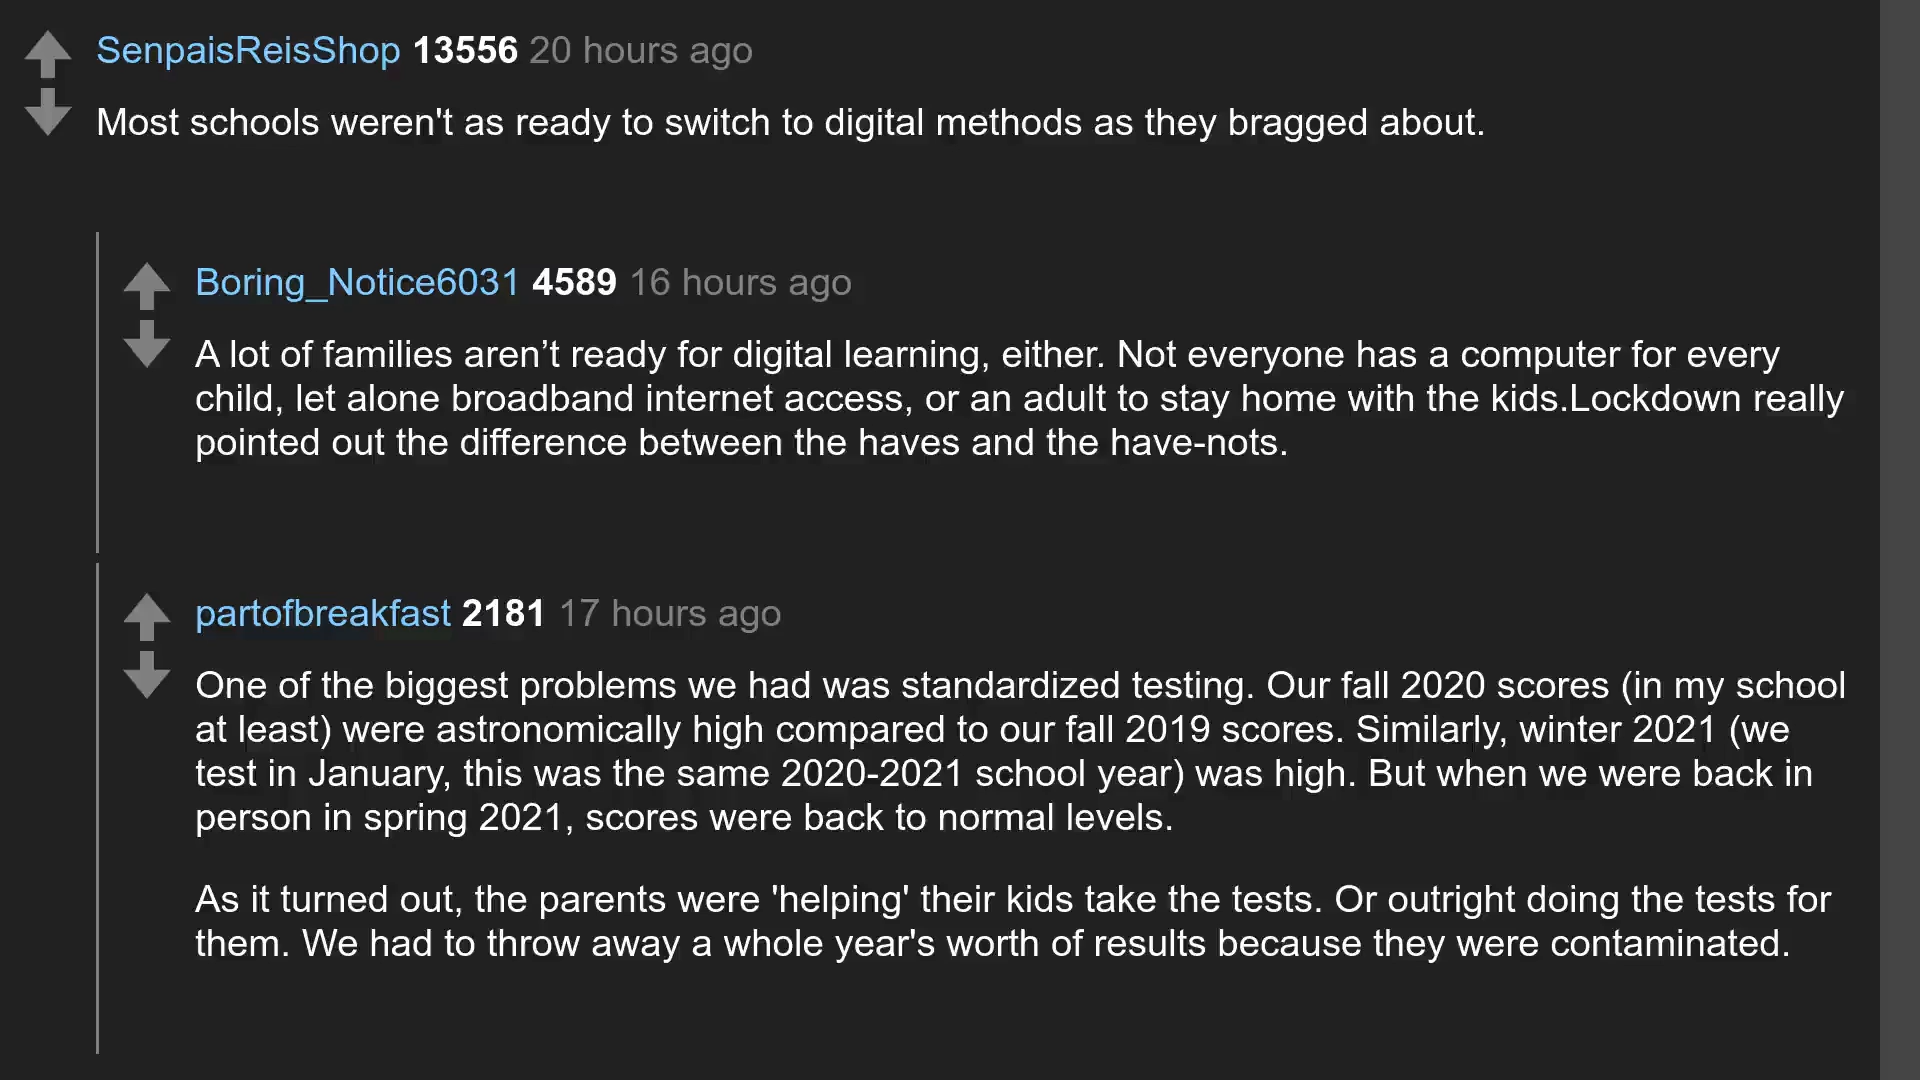 SenpaisReisShop 13556 20 hours ago
Most schools weren't as ready to switch to digital methods as they bragged about.
Boring_Notice6031 4589 16 hours ago
A lot of families aren’t ready for digital learning, either. Not everyone has a computer for every
child, let alone broadband internet access, or an adult to stay home with the kids.Lockdown really
pointed out the difference between the haves and the have-nots.
partofbreakfast 2181 17 hours ago
One of the biggest problems we had was standardized testing. Our fall 2020 scores (in my school
at least) were astronomically high compared to our fall 2019 scores. Similarly, winter 2021 (we
test in January, this was the same 2020-2021 school year) was high. But when we were back in
person in spring 2021, scores were back to normal levels.
As it turned out, the parents were 'helping' their kids take the tests. Or outright doing the tests for
them. We had to throw away a whole year's worth of results because they were contaminated.